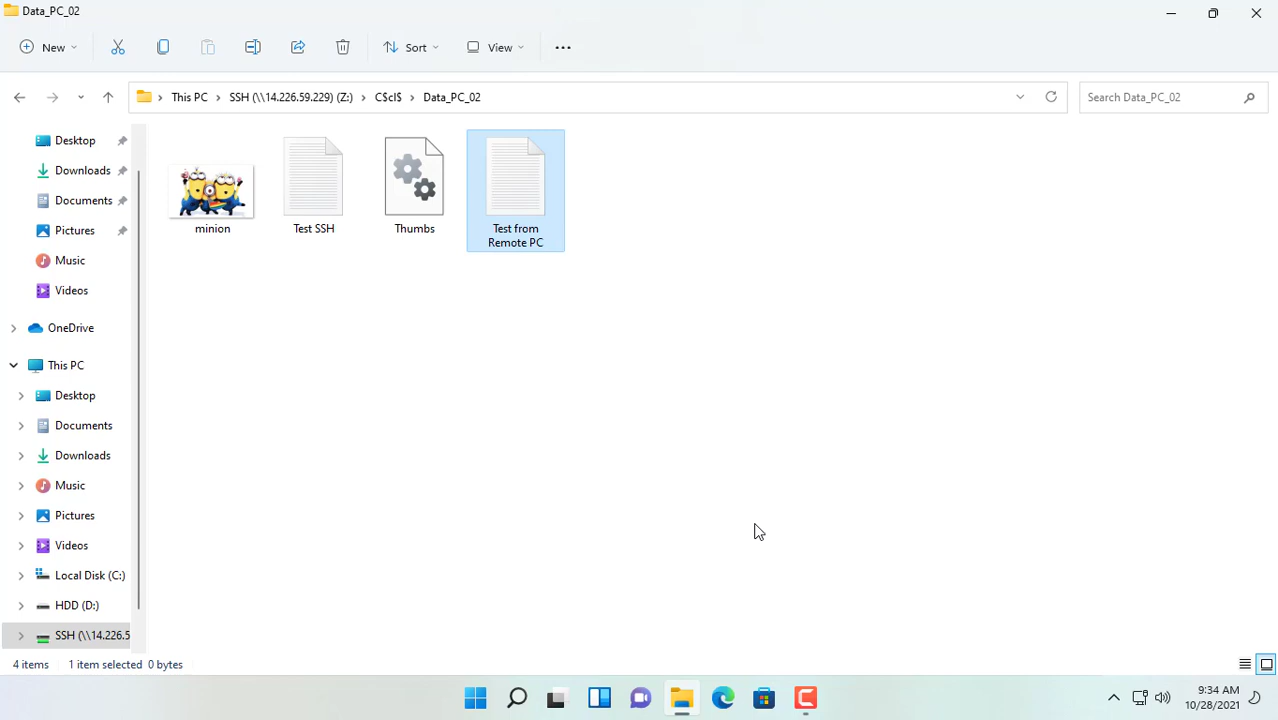 Data_PC_02
New
Sort
View
This PC
SSH (\\14.226.59.229) (Z:)
C$cI$
Data_PC_02
Search Data_PC_02
Desktop
Downloads
Documents
Pictures
Music
Videos
OneDrive
This PC
Desktop
Documents
Downloads
Music
Pictures
Videos
Local Disk (C:)
HDD (D:)
SSH (\\14.226.5
minion
Test SSH
Thumbs
Test from
Remote PC
4 items
1 item selected 0 bytes
9:34 AM
10/28/2021